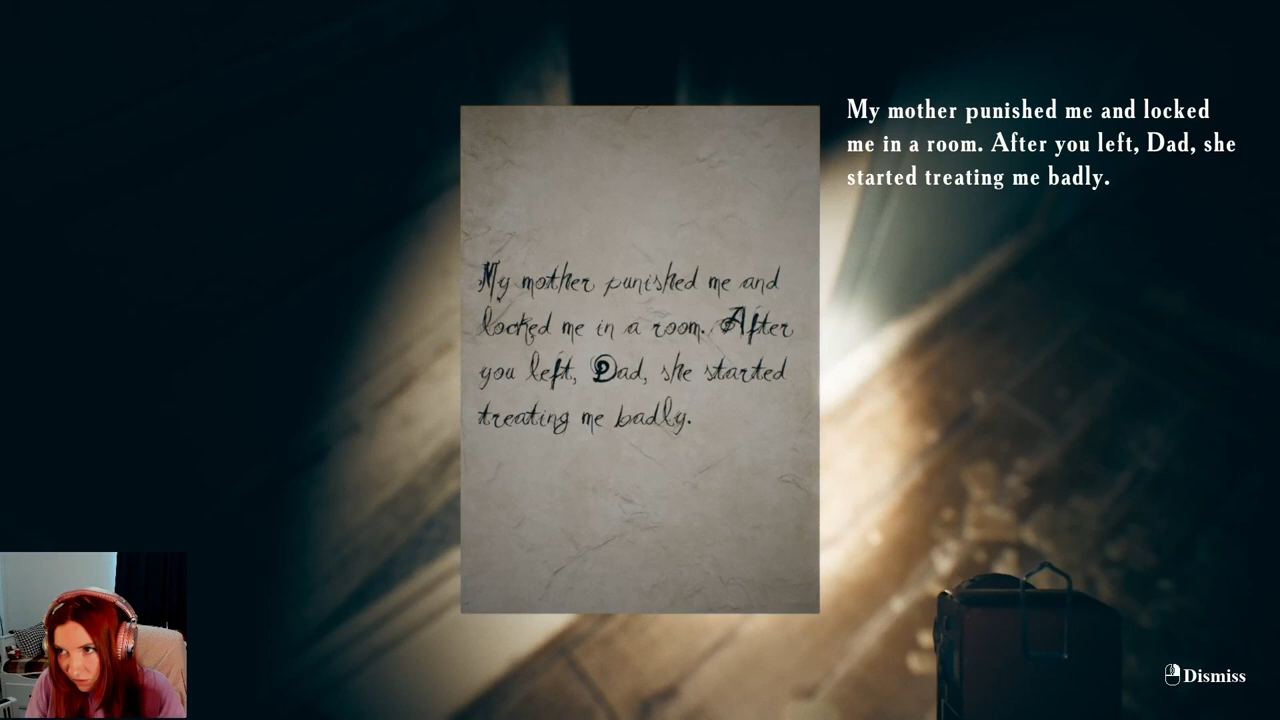 My mother punished me and
locked me in a room. After
you left, Dad, she started
treating me badly.
My mother punished me and locked
me in a room. After you left, Dad, she
started treating me badly.
Dismiss